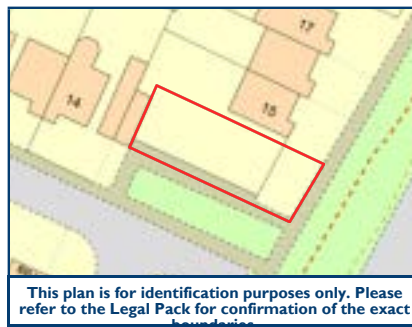 17
14
15
This plan is for identification purposes only. Please
refer to the Legal Pack for confirmation of the exact
boundaries